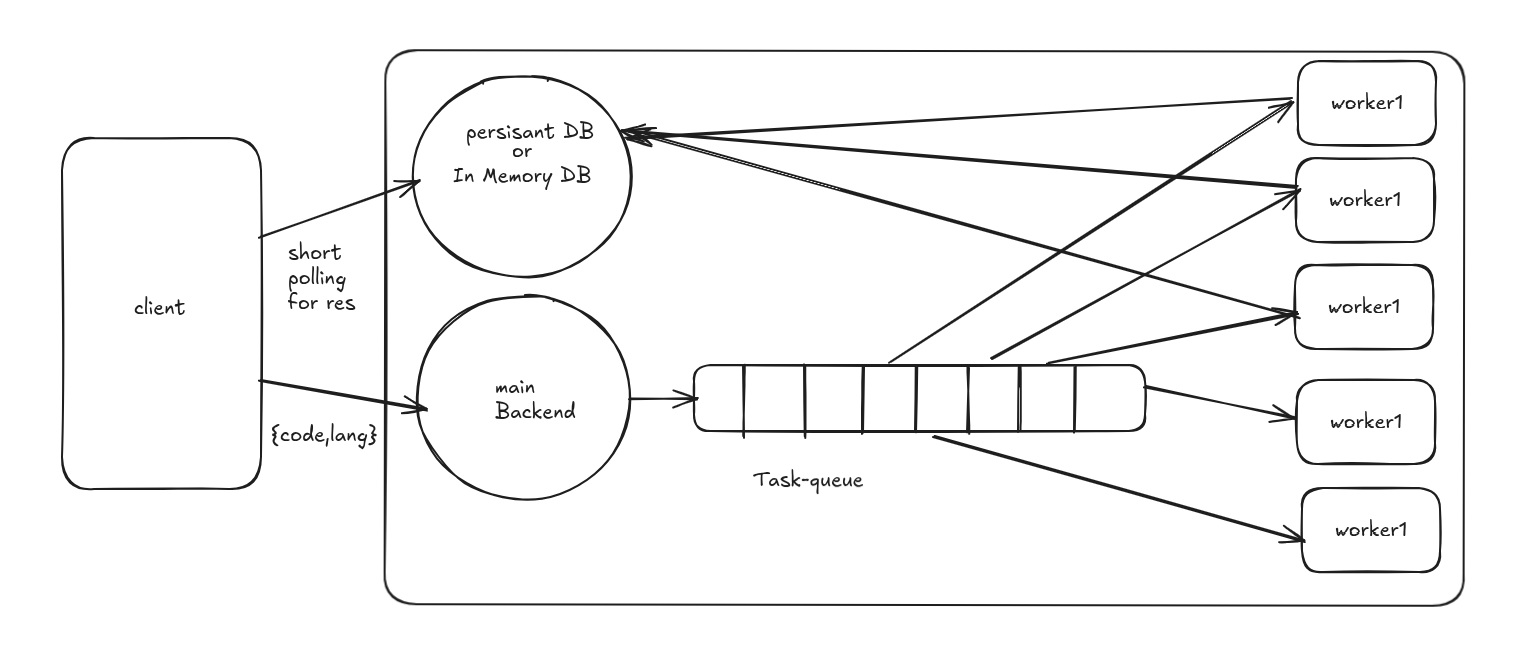 client
short
polling
for res
{code,lang}
persisant DB
or
In Memory DB
main
Backend
Task-queue
worker1
worker1
worker1
worker1
worker1